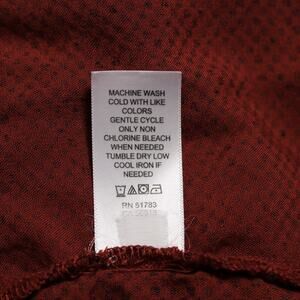 MACHINE WASH
COLD WITH LIKE
COLORS
GENTLE CYCLE
ONLY NON
CHLORINE BLEACH
WHEN NEEDED
TUMBLE DRY LOW
COOL IRON IF
NEEDED
RN 51783